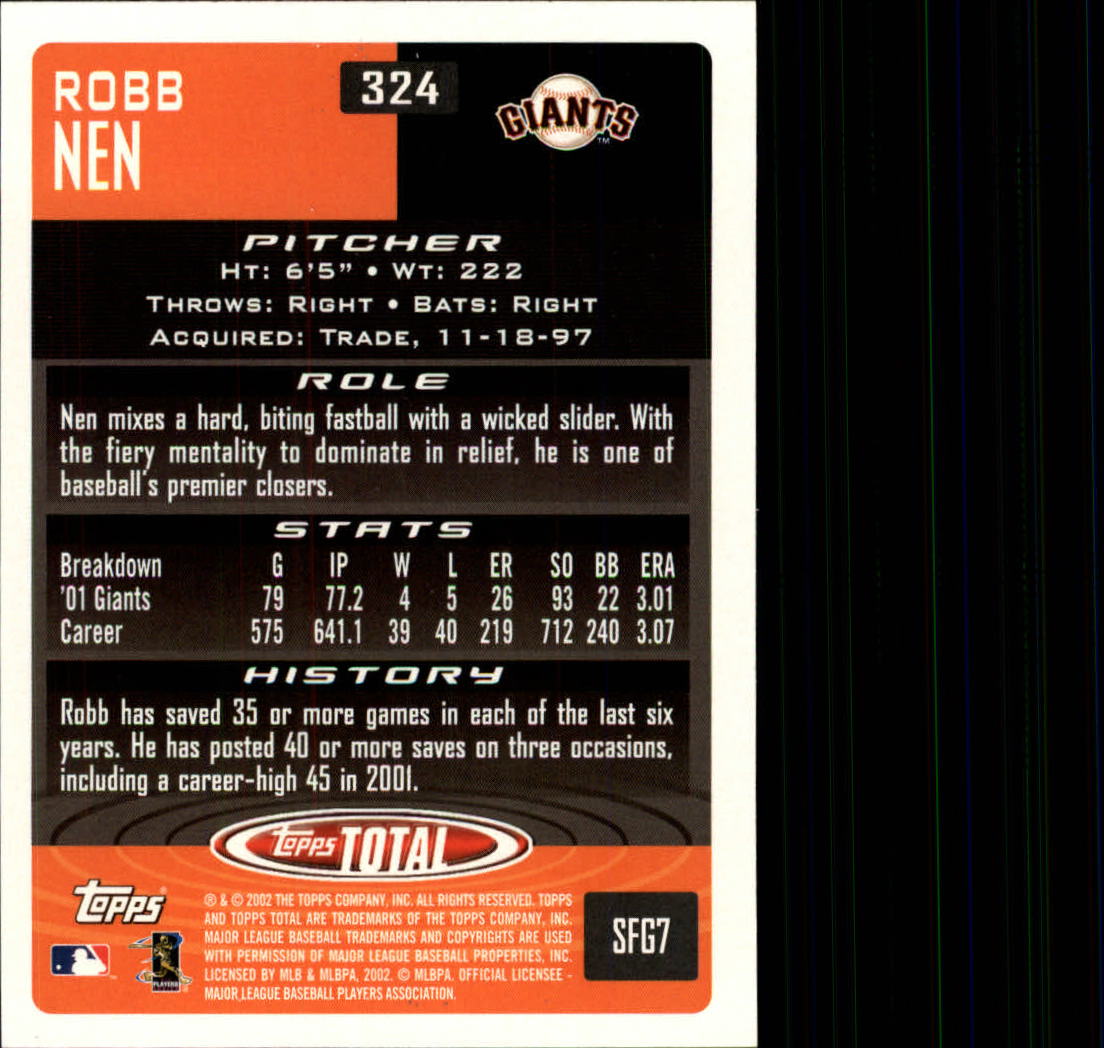 ROBB
NEN
324
GIANTS
TM
PITCHER
HT: 6'5" • WT: 222
THROWS: RIGHT • BATS: RIGHT
ACQUIRED: TRADE, 11-18-97
ROLE
Nen mixes a hard, biting fastball with a wicked slider. With
the fiery mentality to dominate in relief, he is one of
baseball's premier closers.
STATS
Breakdown G IP W L ER SO BB ERA
'01 Giants 79 77.2 4 5 26 93 22 3.01
Career 575 641.1 39 40 219 712 240 3.07
HISTORY
Robb has saved 35 or more games in each of the last six
years. He has posted 40 or more saves on three occasions,
including a career-high 45 in 2001.
Topps TOTAL
Topps®
® & © 2002 THE TOPPS COMPANY, INC. ALL RIGHTS RESERVED. TOPPS
AND TOPPS TOTAL ARE TRADEMARKS OF THE TOPPS COMPANY, INC.
MAJOR LEAGUE BASEBALL TRADEMARKS AND COPYRIGHTS ARE USED
WITH PERMISSION OF MAJOR LEAGUE BASEBALL PROPERTIES, INC.
LICENSED BY MLB & MLBPA, 2002. © MLBPA. OFFICIAL LICENSEE -
MAJOR LEAGUE BASEBALL PLAYERS ASSOCIATION.
PLAYERS
SFG7